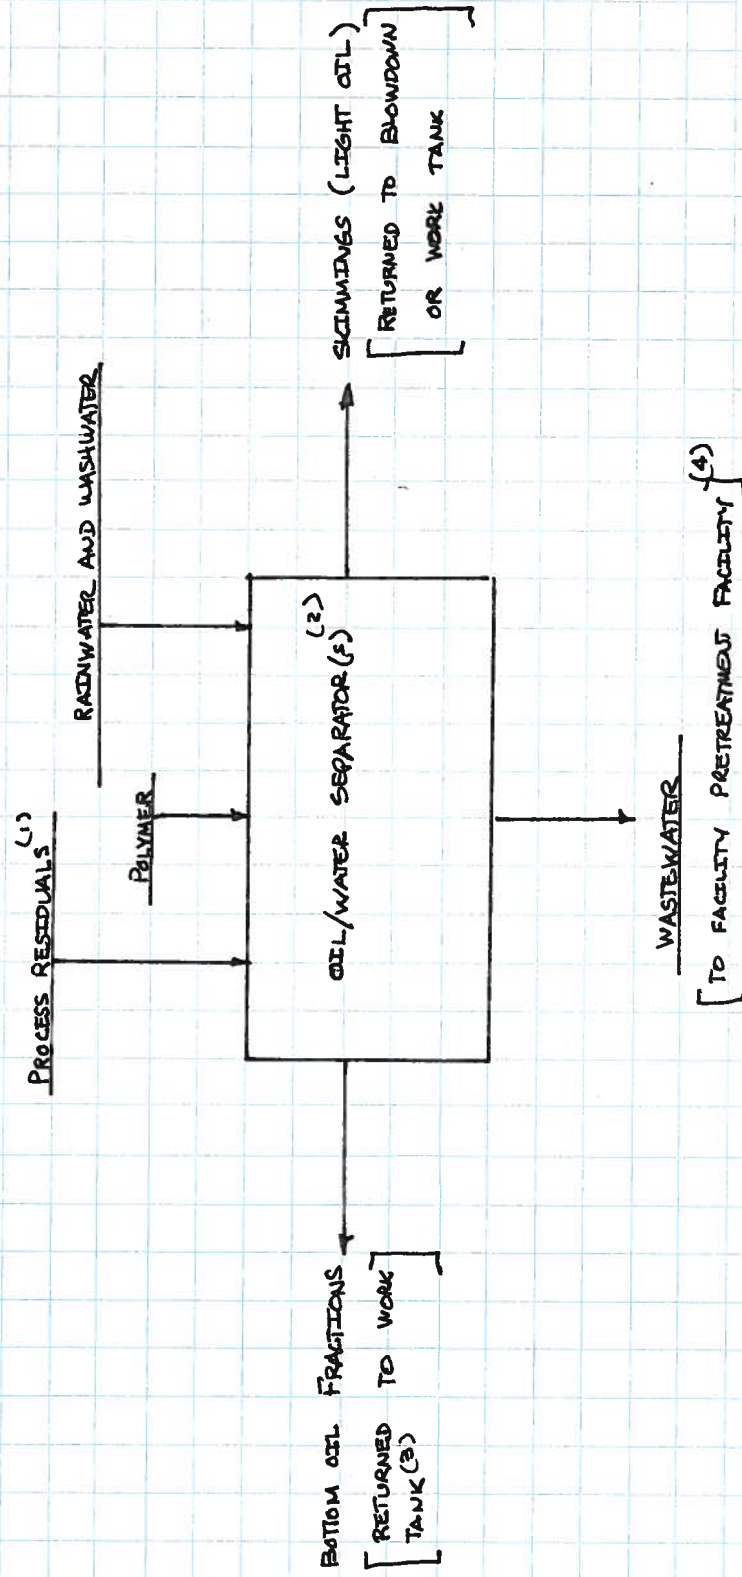 PROCESS RESIDUALS (1)
POLYMER
RAINWATER AND WASHWATER
BOTTOM OIL FRACTIONS
[RETURNED TO WORK
TANK(3)]
OIL/WATER SEPARATOR(S) (2)
SKIMMINGS (LIGHT OIL)
[RETURNED TO BLOWDOWN
OR WORK TANK]
WASTEWATER
[TO FACILITY PRETREATMENT FACILITY] (4)